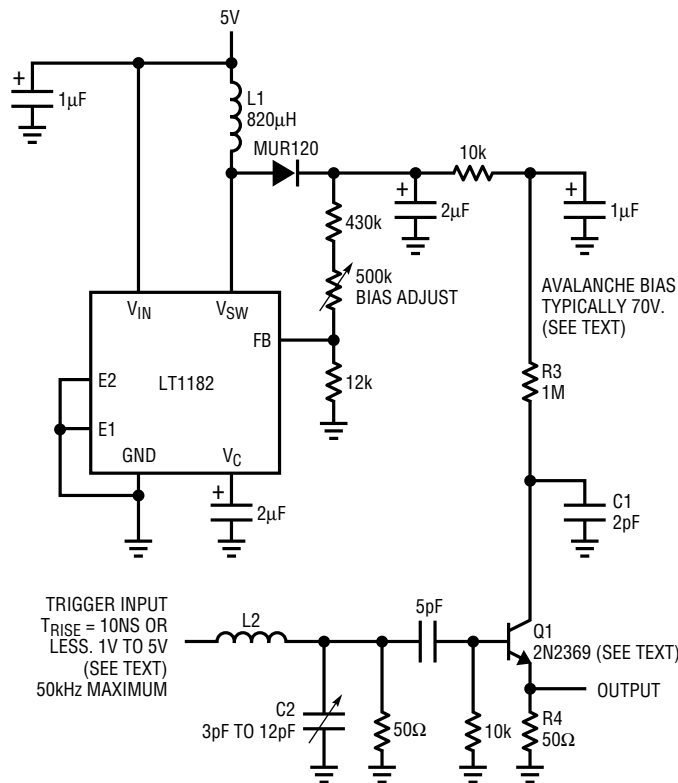 5V
+
1µF
L1
820µH
MUR120
10k
+
2µF
+
1µF
430k
500k
BIAS ADJUST
AVALANCHE BIAS
TYPICALLY 70V.
(SEE TEXT)
VIN
VSW
FB
E2
LT1182
12k
R3
1M
E1
GND
VC
+
2µF
C1
2pF
TRIGGER INPUT
TRISE = 10NS OR
LESS. 1V TO 5V
(SEE TEXT)
50kHz MAXIMUM
L2
5pF
Q1
2N2369 (SEE TEXT)
OUTPUT
C2
3pF TO 12pF
50Ω
10k
R4
50Ω